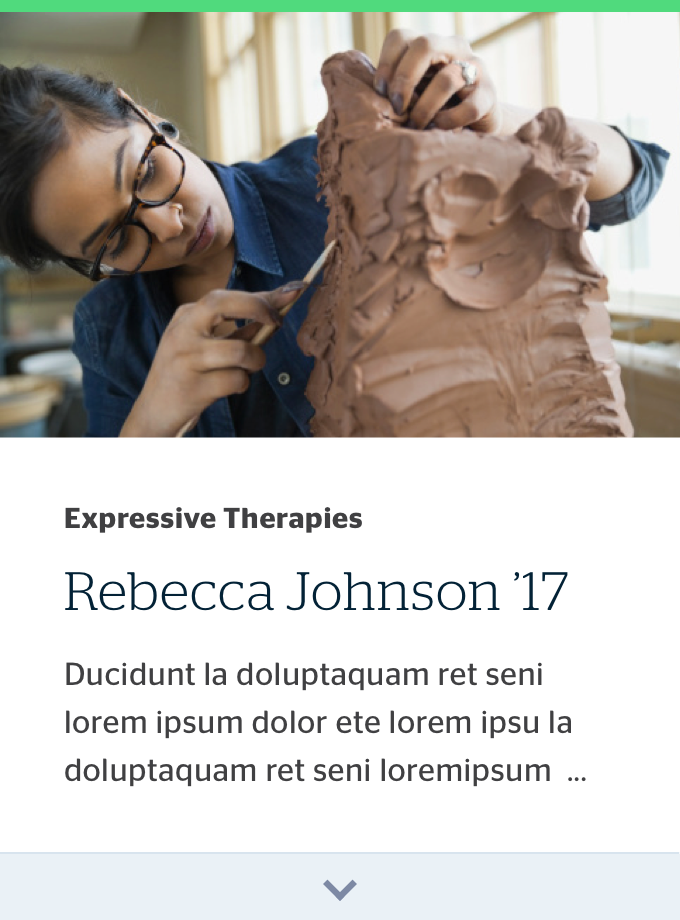 Expressive Therapies
Rebecca Johnson ’17
Ducidunt la doluptaquam ret seni
lorem ipsum dolor ete lorem ipsu la
doluptaquam ret seni loremipsum ...